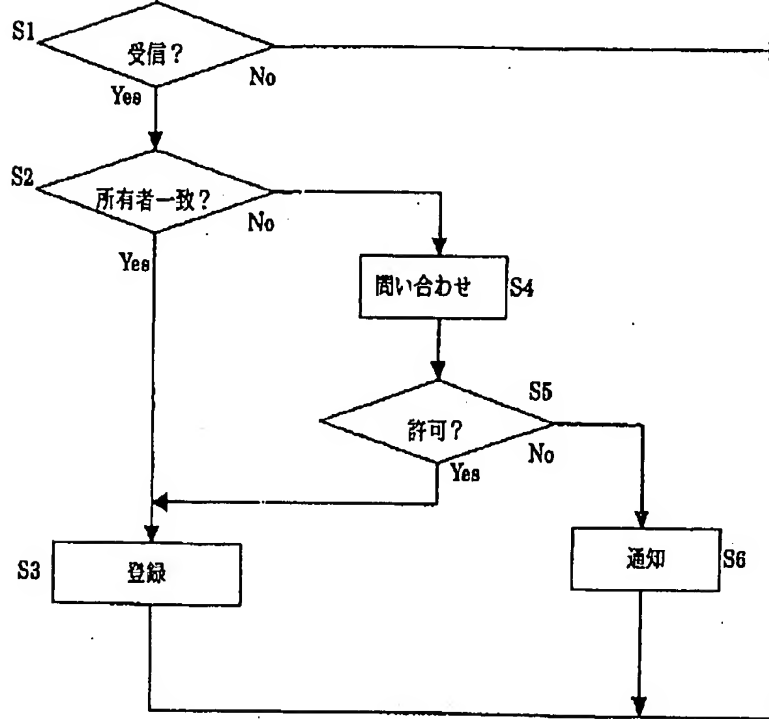 S1
受信?
No
Yes
S2
所有者一致?
No
Yes
問い合わせ
S4
S5
許可?
No
Yes
S3
登録
通知
S6